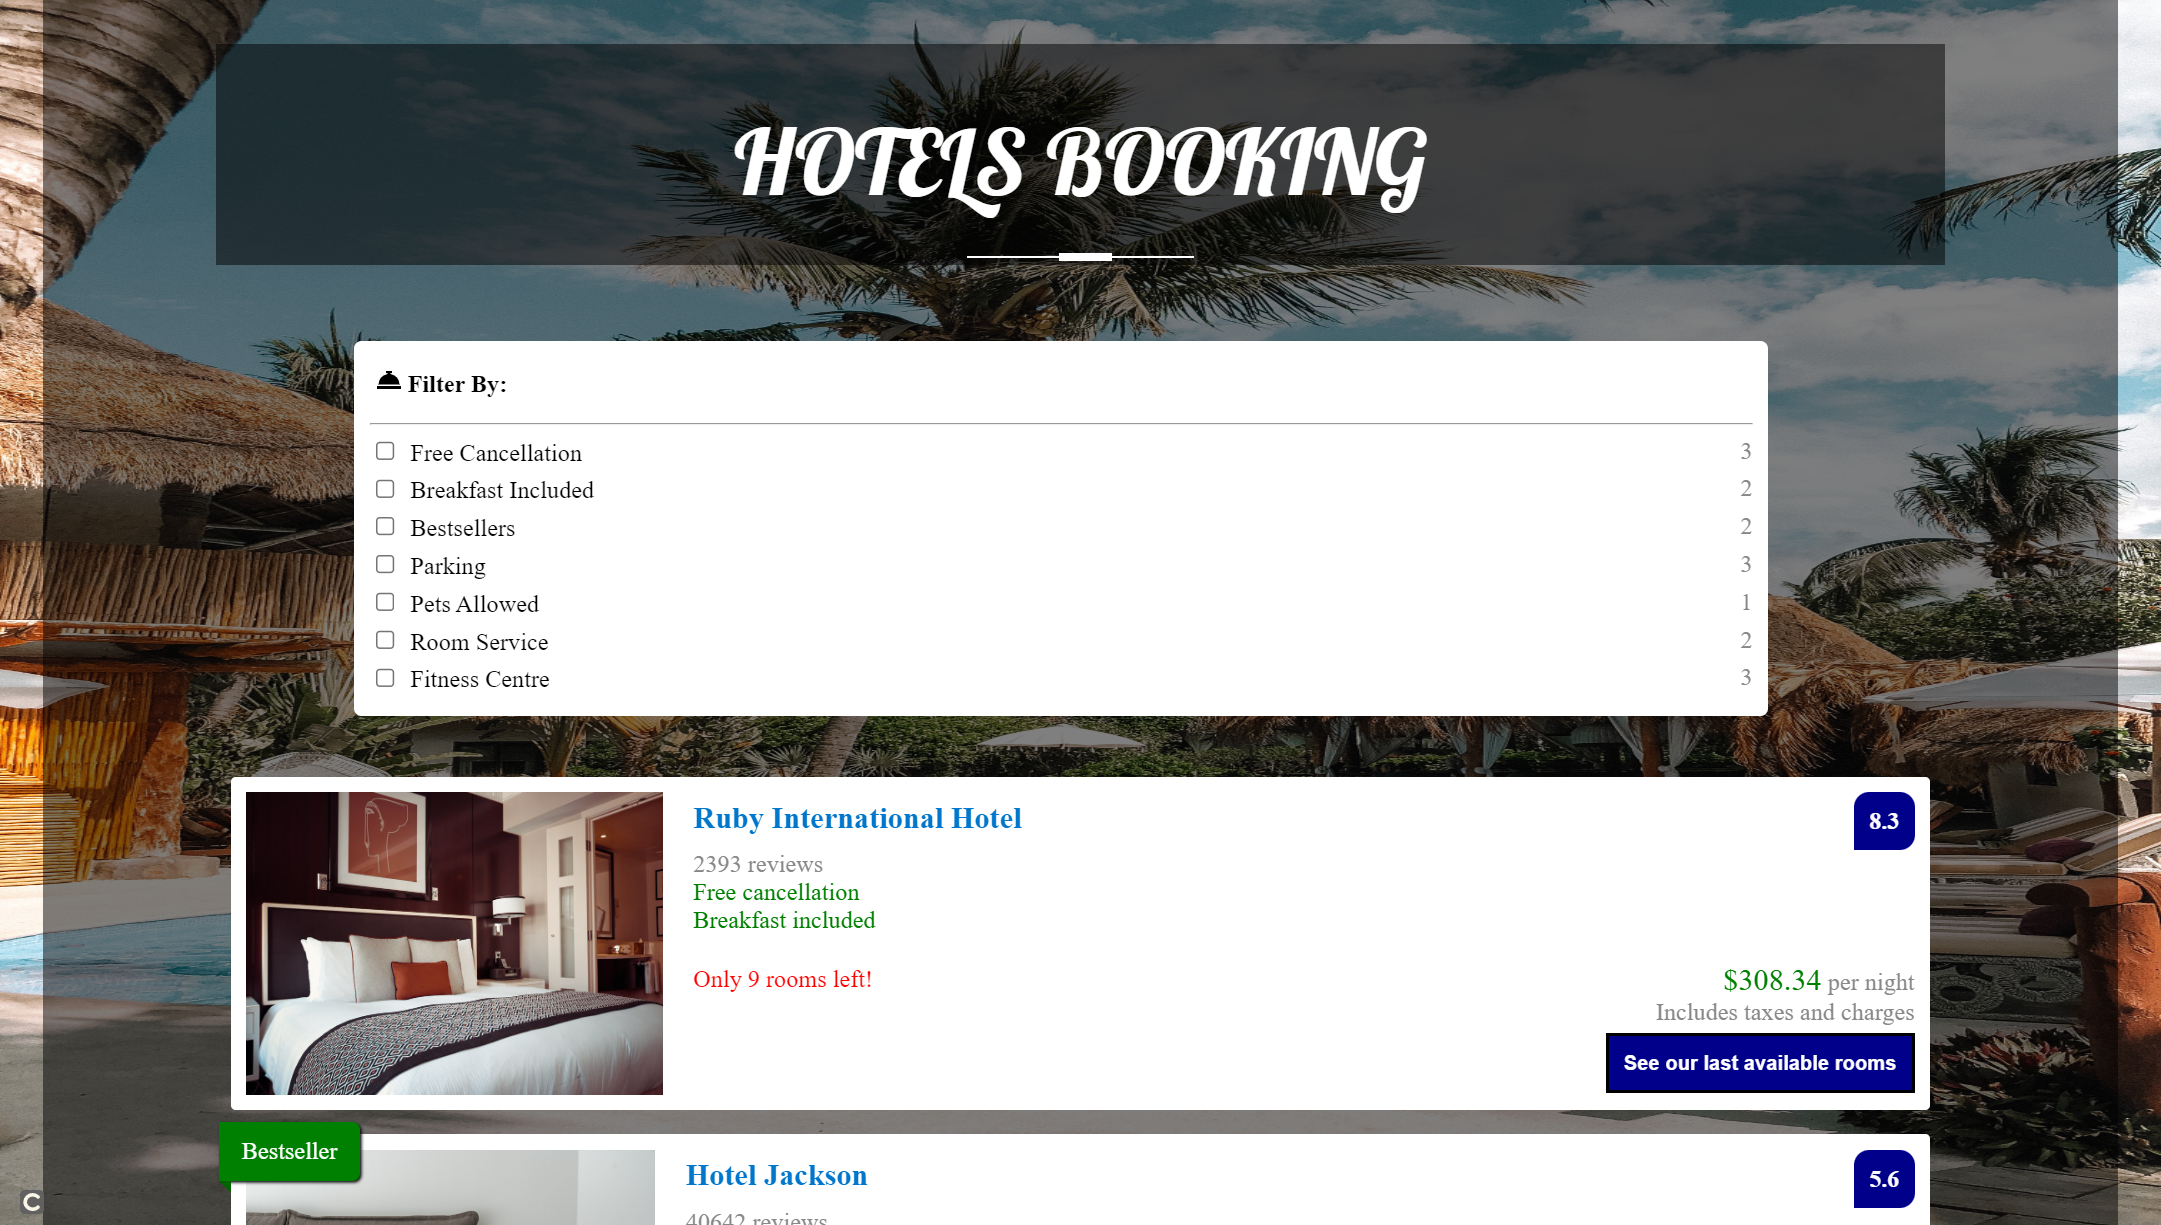 HOTELS BOOKING
Filter By:
Free Cancellation 3
Breakfast Included 2
Bestsellers 2
Parking 3
Pets Allowed 1
Room Service 2
Fitness Centre 3
Ruby International Hotel 8.3
2393 reviews
Free cancellation
Breakfast included
Only 9 rooms left!
$308.34 per night
Includes taxes and charges
See our last available rooms
Bestseller
Hotel Jackson 5.6
40642 reviews
C